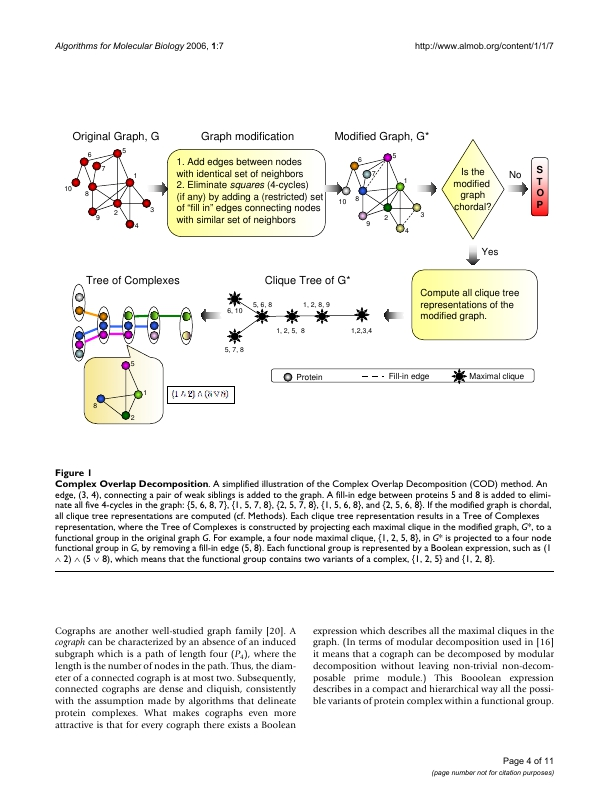 Algorithms for Molecular Biology 2006, 1:7
http://www.almob.org/content/1/1/7
Original Graph, G
Graph modification
Modified Graph, G*
1. Add edges between nodes
with identical set of neighbors
2. Eliminate squares (4-cycles)
(if any) by adding a (restricted) set
of "fill in" edges connecting nodes
with similar set of neighbors
Is the
modified
graph
chordal?
No
S
T
O
P
5
6
7
1
10
8
2
3
9
4
5
6
7
1
10
8
2
3
9
4
Yes
Tree of Complexes
Clique Tree of G*
Compute all clique tree
representations of the
modified graph.
6, 10
5, 6, 8
1, 2, 8, 9
1, 2, 5, 8
1,2,3,4
5, 7, 8
5
1
8
2
(1 ∧ 2) ∧ (5 ∨ 8)
Protein
Fill-in edge
Maximal clique
Figure 1
Complex Overlap Decomposition. A simplified illustration of the Complex Overlap Decomposition (COD) method. An
edge, (3, 4), connecting a pair of weak siblings is added to the graph. A fill-in edge between proteins 5 and 8 is added to elimi-
nate all five 4-cycles in the graph: {5, 6, 8, 7}, {1, 5, 7, 8}, {2, 5, 7, 8}, {1, 5, 6, 8}, and {2, 5, 6, 8}. If the modified graph is chordal,
all clique tree representations are computed (cf. Methods). Each clique tree representation results in a Tree of Complexes
representation, where the Tree of Complexes is constructed by projecting each maximal clique in the modified graph, G*, to a
functional group in the original graph G. For example, a four node maximal clique, {1, 2, 5, 8}, in G* is projected to a four node
functional group in G, by removing a fill-in edge (5, 8). Each functional group is represented by a Boolean expression, such as (1
∧ 2) ∧ (5 ∨ 8), which means that the functional group contains two variants of a complex, {1, 2, 5} and {1, 2, 8}.
Cographs are another well-studied graph family [20]. A
cograph can be characterized by an absence of an induced
subgraph which is a path of length four (P4), where the
length is the number of nodes in the path. Thus, the diam-
eter of a connected cograph is at most two. Subsequently,
connected cographs are dense and cliquish, consistently
with the assumption made by algorithms that delineate
protein complexes. What makes cographs even more
attractive is that for every cograph there exists a Boolean
expression which describes all the maximal cliques in the
graph. (In terms of modular decomposition used in [16]
it means that a cograph can be decomposed by modular
decomposition without leaving non-trivial non-decom-
posable prime module.) This Booolean expression
describes in a compact and hierarchical way all the possi-
ble variants of protein complex within a functional group.
Page 4 of 11
(page number not for citation purposes)